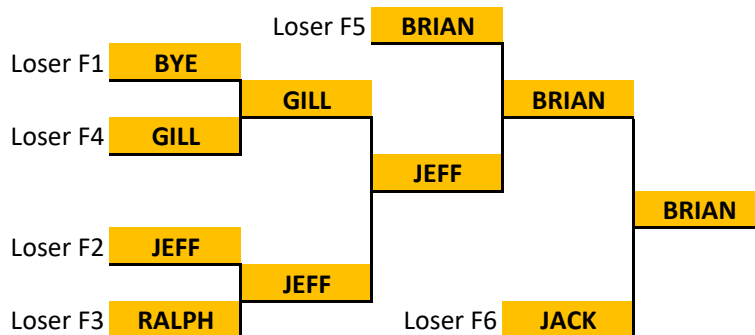 Loser F5 BRIAN
Loser F1 BYE
GILL BRIAN
Loser F4 GILL
JEFF
BRIAN
Loser F2 JEFF
JEFF
Loser F3 RALPH Loser F6 JACK